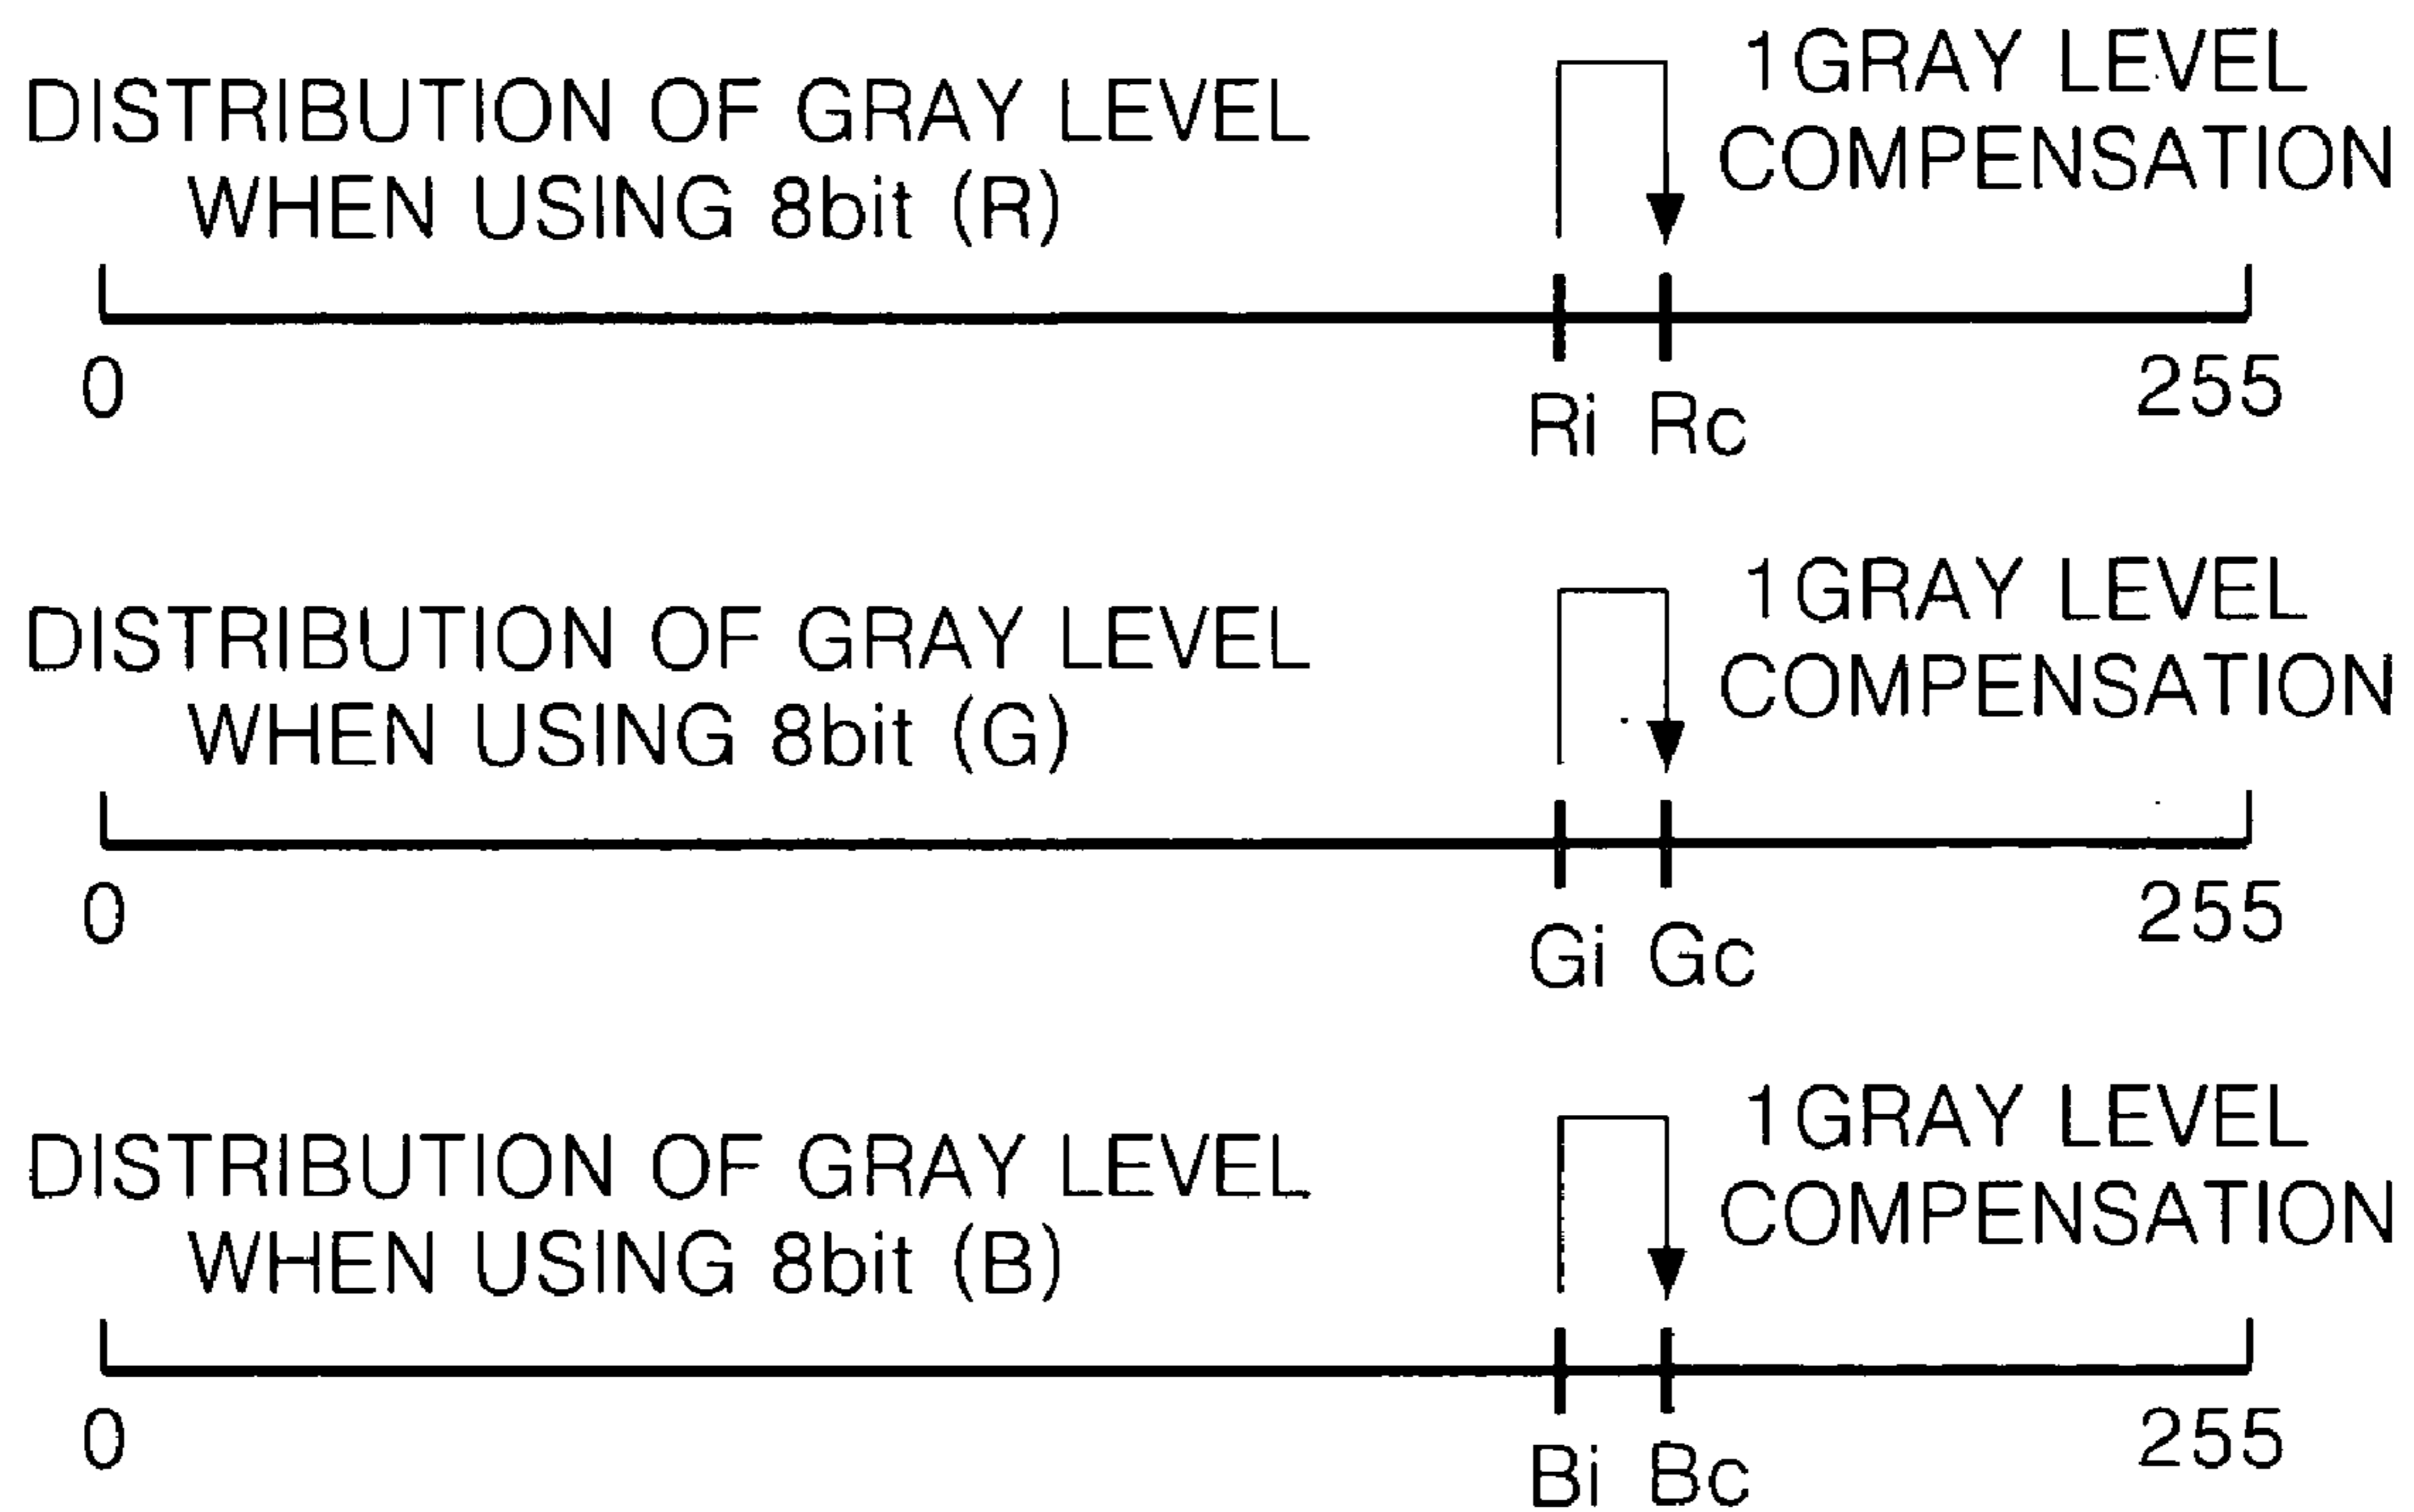 DISTRIBUTION OF GRAY LEVEL
WHEN USING 8bit (R)
1GRAY LEVEL
COMPENSATION
0
Ri
Rc
255
DISTRIBUTION OF GRAY LEVEL
WHEN USING 8bit (G)
1GRAY LEVEL
COMPENSATION
0
Gi
Gc
255
DISTRIBUTION OF GRAY LEVEL
WHEN USING 8bit (B)
1GRAY LEVEL
COMPENSATION
0
Bi
Bc
255